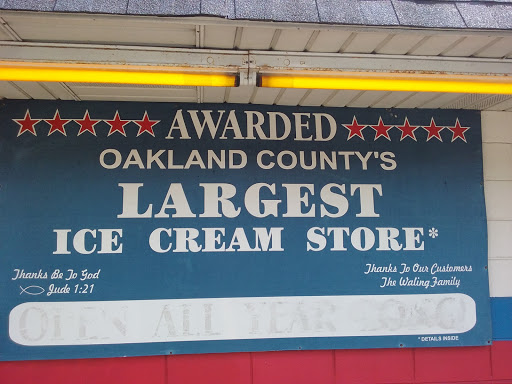 AWARDED
OAKLAND COUNTY'S
LARGEST
ICE CREAM STORE*
Thanks Be To God
Jude 1:21
Thanks To Our Customers
The Waling Family
OPEN ALL YEAR LONG!
* DETAILS INSIDE